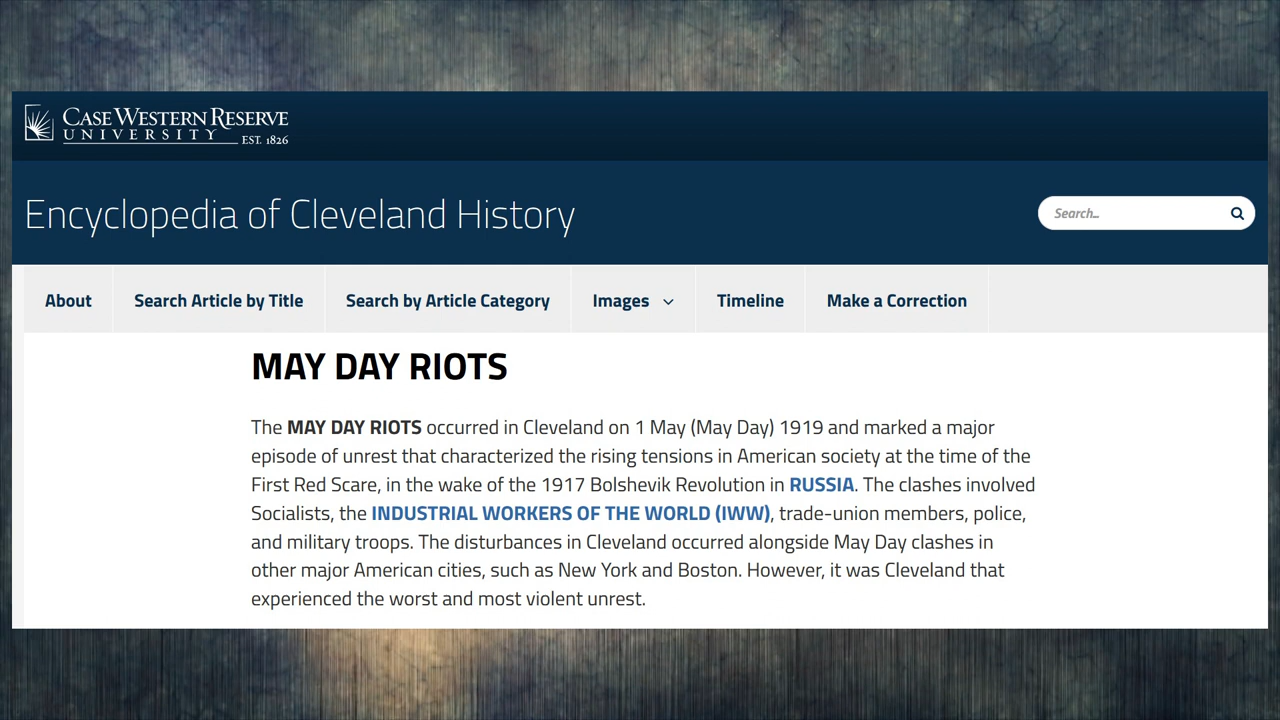 CASE WESTERN RESERVE
UNIVERSITY EST. 1826
Encyclopedia of Cleveland History
Search...
About Search Article by Title Search by Article Category Images Timeline Make a Correction
MAY DAY RIOTS
The MAY DAY RIOTS occurred in Cleveland on 1 May (May Day) 1919 and marked a major
episode of unrest that characterized the rising tensions in American society at the time of the
First Red Scare, in the wake of the 1917 Bolshevik Revolution in RUSSIA. The clashes involved
Socialists, the INDUSTRIAL WORKERS OF THE WORLD (IWW), trade-union members, police,
and military troops. The disturbances in Cleveland occurred alongside May Day clashes in
other major American cities, such as New York and Boston. However, it was Cleveland that
experienced the worst and most violent unrest.